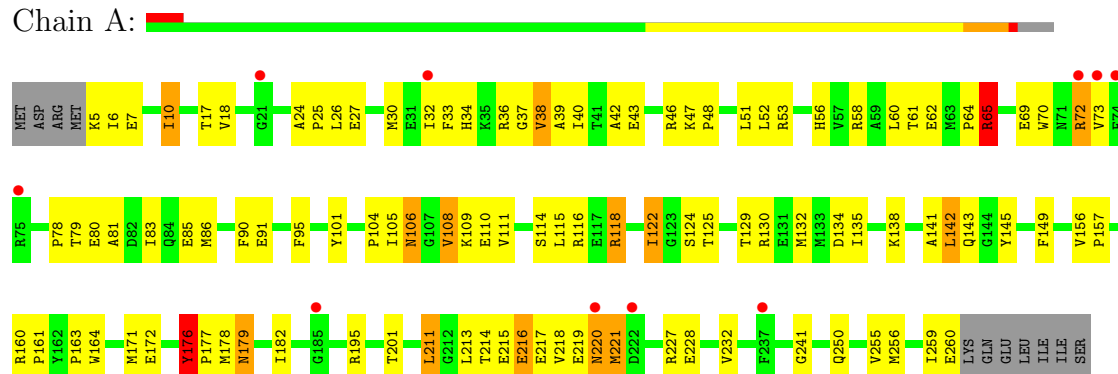 Chain A:
MET ASP ARG MET K5 I6 E7 I10 T17 V18 G21 A24 P25 L26 E27 M30 E31 I32 F33 H34 K35 R36 G37 V38 A39 I40 T41 A42 E43 R46 K47 P48 L51 L52 R53 H56 V57 R58 A59 L60 T61 E62 M63 P64 R65 E69 W70 N71 R72 V73 E74
R75 P78 T79 E80 A81 D82 I83 Q84 E85 M86 F90 E91 F95 Y101 P104 I105 N106 G107 V108 K109 E110 V111 S114 L115 R116 E117 R118 I122 G123 S124 T125 T129 R130 E131 M132 M133 D134 I135 K138 A141 L142 Q143 G144 Y145 F149 V156 P157
R160 P161 Y162 P163 W164 M171 E172 Y176 P177 M178 N179 I182 G185 R195 T201 L211 G212 L213 T214 E215 E216 E217 V218 E219 N220 M221 D222 R227 E228 V232 F237 G241 Q250 V255 M256 I259 E260 LYS GLN GLU LEU ILE ILE SER